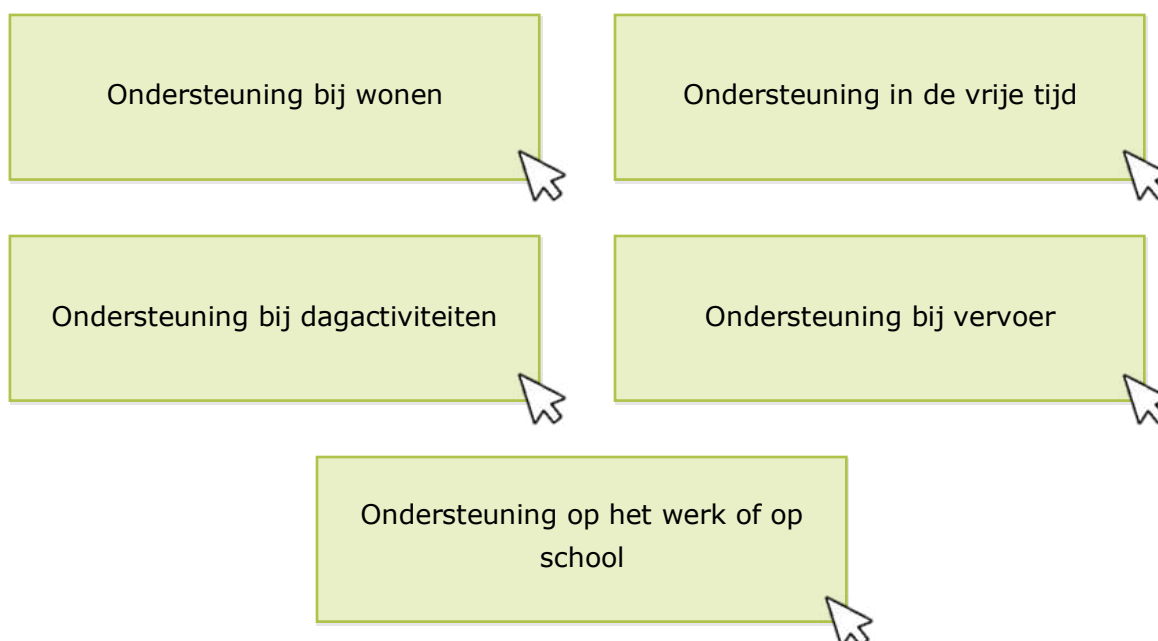 Ondersteuning bij wonen
Ondersteuning in de vrije tijd
Ondersteuning bij dagactiviteiten
Ondersteuning bij vervoer
Ondersteuning op het werk of op
school